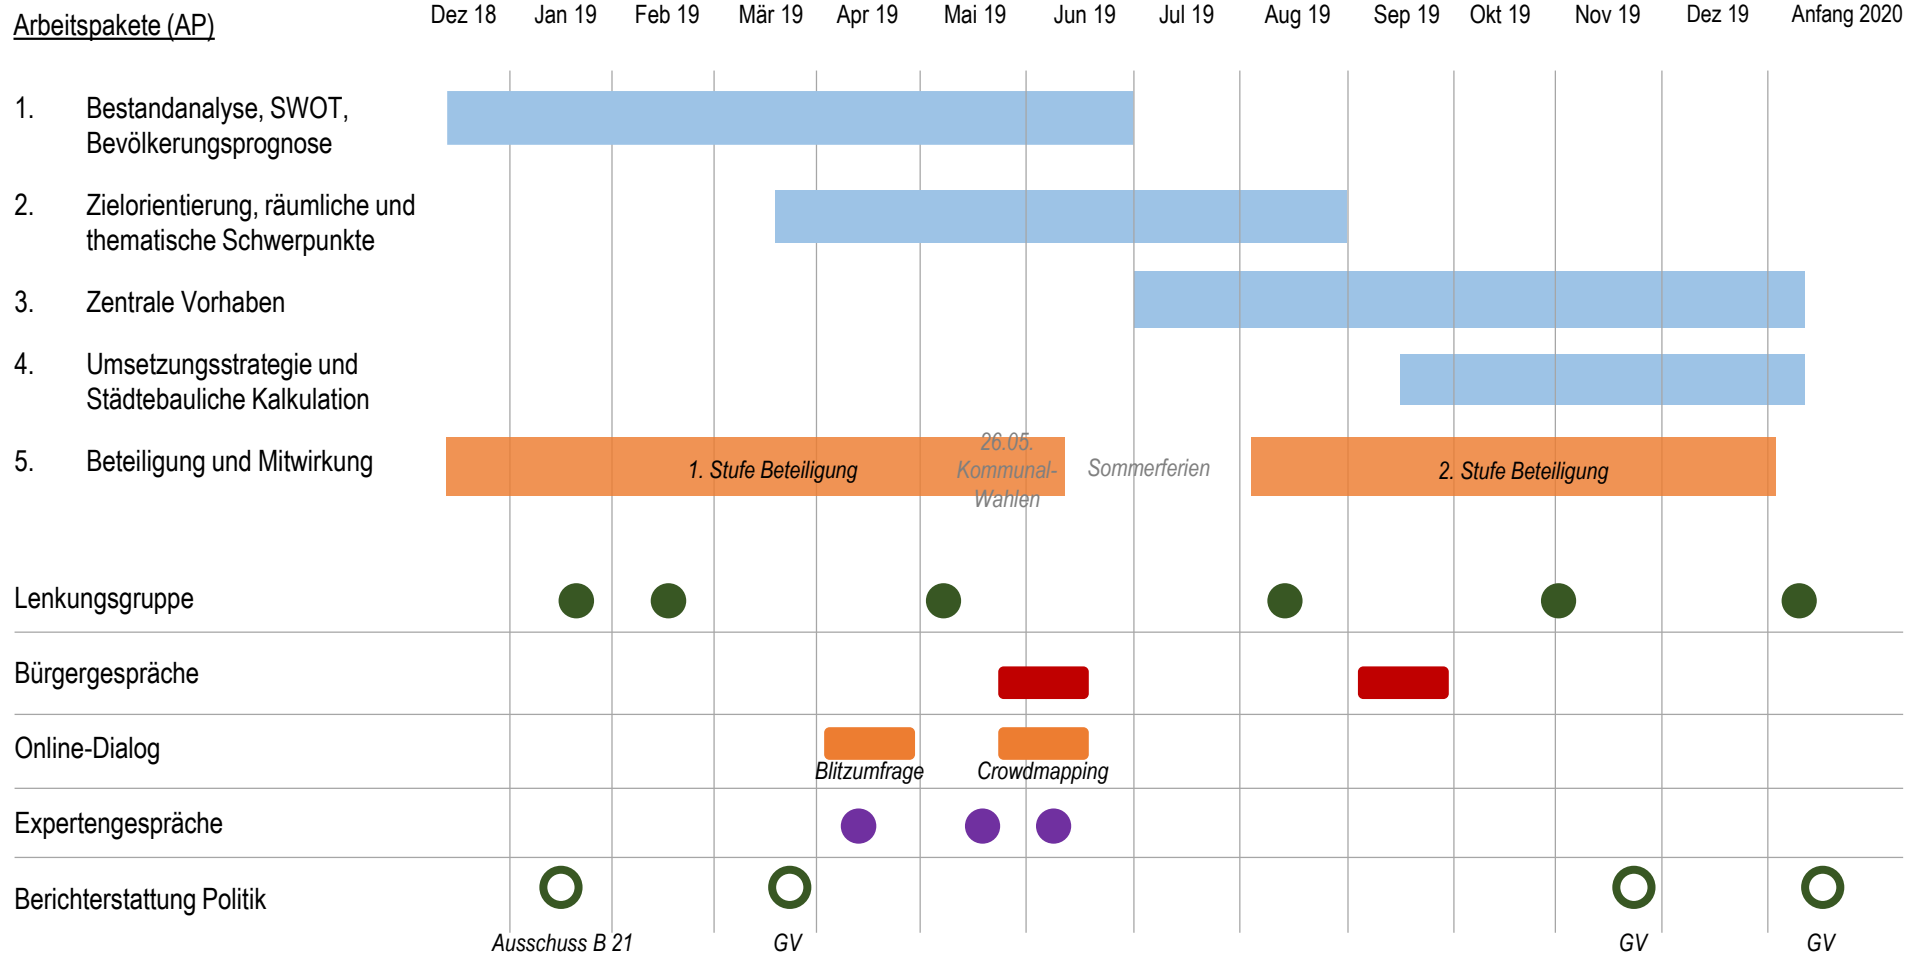 Arbeitspakete (AP)
Dez 18 Jan 19 Feb 19 Mär 19 Apr 19 Mai 19 Jun 19 Jul 19 Aug 19 Sep 19 Okt 19 Nov 19 Dez 19 Anfang 2020
1. Bestandanalyse, SWOT,
Bevölkerungsprognose
2. Zielorientierung, räumliche und
thematische Schwerpunkte
3. Zentrale Vorhaben
4. Umsetzungsstrategie und
Städtebauliche Kalkulation
5. Beteiligung und Mitwirkung
1. Stufe Beteiligung
26.05.
Kommunal-
Wahlen
Sommerferien
2. Stufe Beteiligung
Lenkungsgruppe
Bürgergespräche
Online-Dialog
Blitzumfrage Crowdmapping
Expertengespräche
Berichterstattung Politik
Ausschuss B 21 GV GV GV